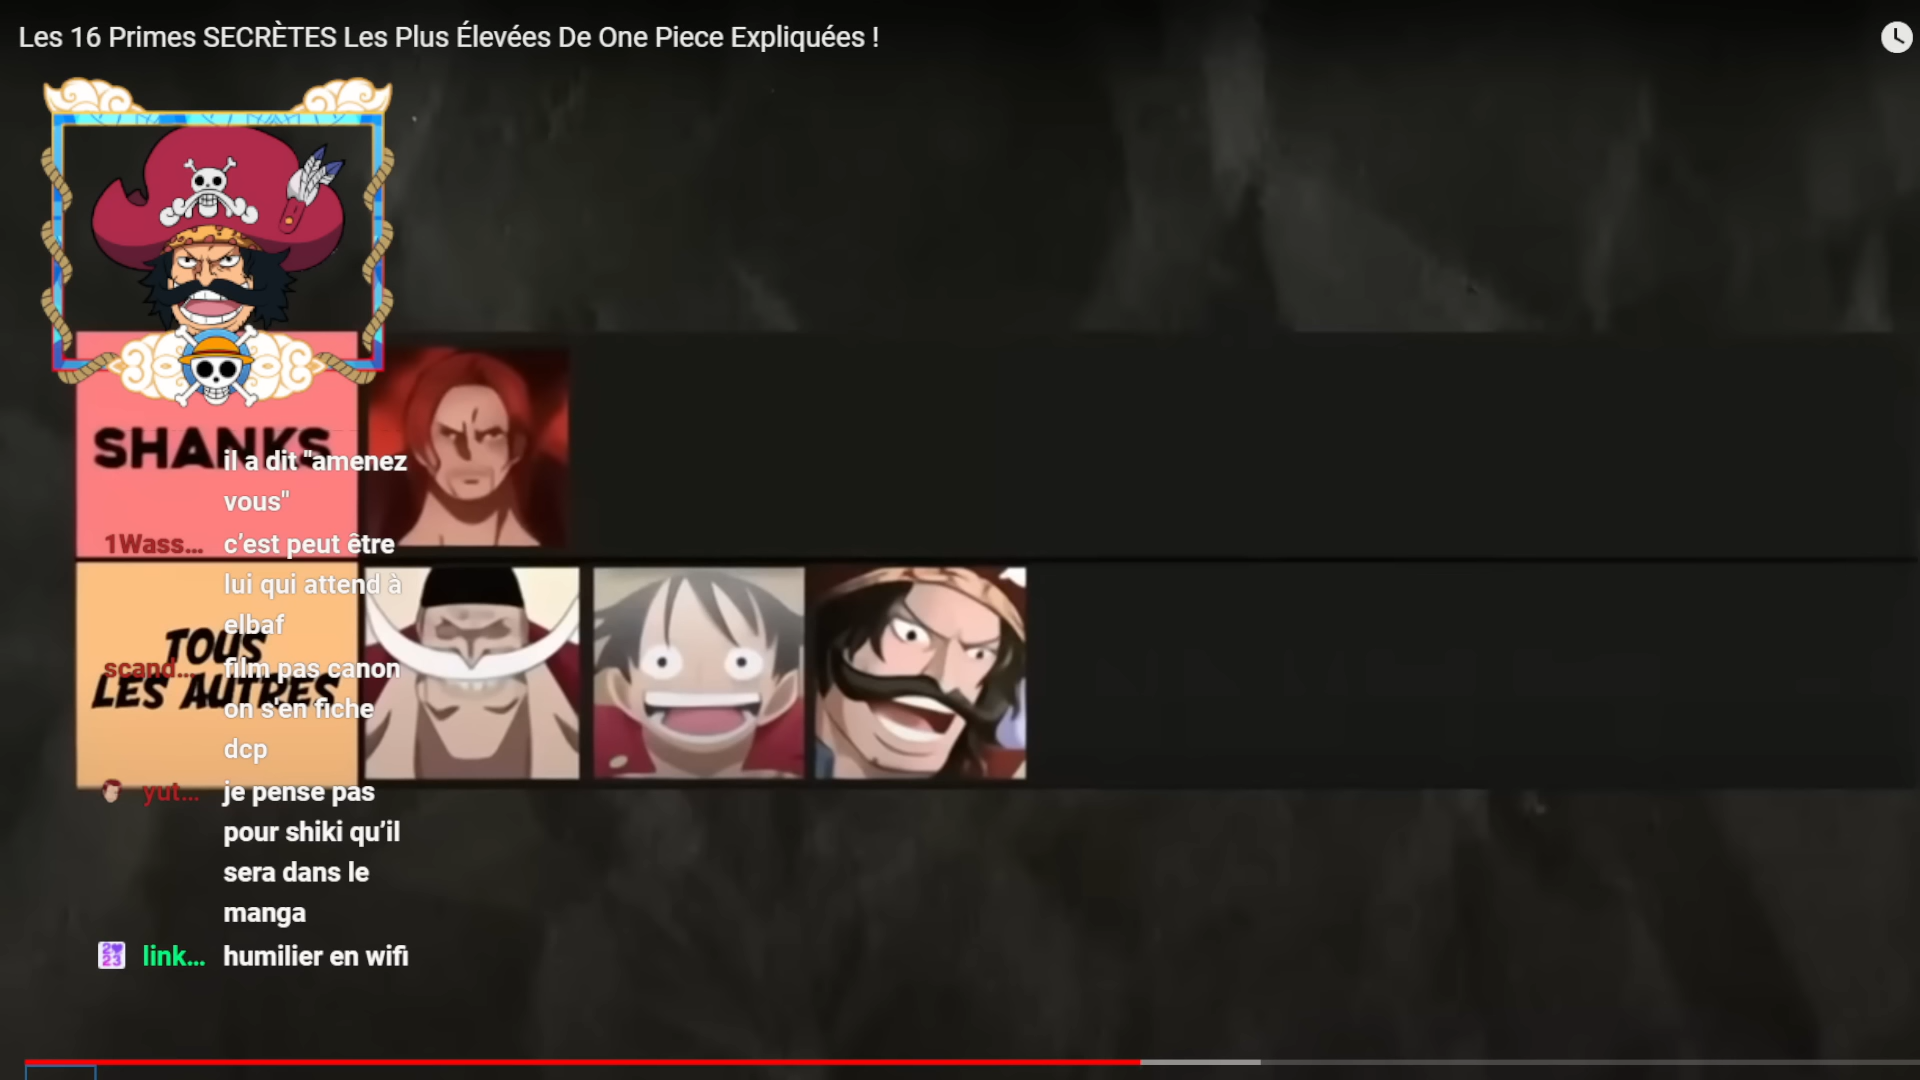 Les 16 Primes SECRÈTES Les Plus Élevées De One Piece Expliquées !
SHANKS
il a dit "amenez
vous"
1Wass... c’est peut être
lui qui attend à
elbaf
TOUS
LES AUTRES
scand... film pas canon
on s'en fiche
dcp
yut... je pense pas
pour shiki qu’il
sera dans le
manga
2023
link... humilier en wifi